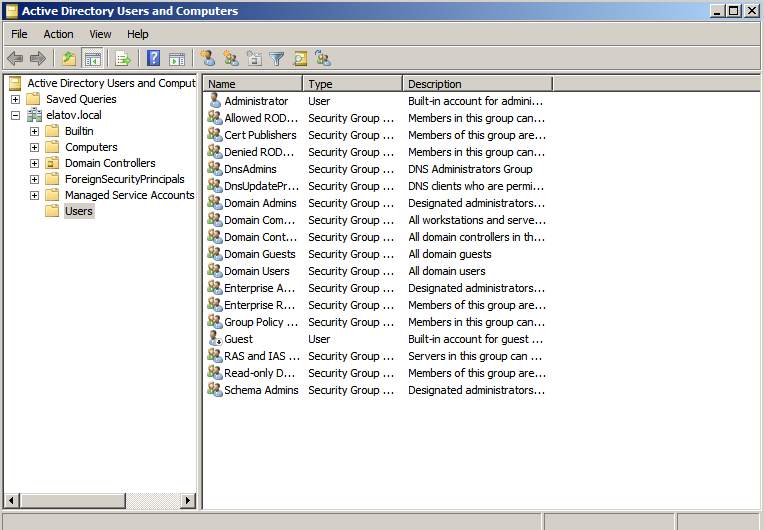 Active Directory Users and Computers
File Action View Help
Active Directory Users and Comput
Saved Queries
elatov.local
Builtin
Computers
Domain Controllers
ForeignSecurityPrincipals
Managed Service Accounts
Users
Name Type Description
Administrator User Built-in account for admini...
Allowed ROD... Security Group ... Members in this group can...
Cert Publishers Security Group ... Members of this group are...
Denied ROD... Security Group ... Members in this group can...
DnsAdmins Security Group ... DNS Administrators Group
DnsUpdatePr... Security Group ... DNS clients who are permi...
Domain Admins Security Group ... Designated administrators...
Domain Com... Security Group ... All workstations and serve...
Domain Cont... Security Group ... All domain controllers in th...
Domain Guests Security Group ... All domain guests
Domain Users Security Group ... All domain users
Enterprise A... Security Group ... Designated administrators...
Enterprise R... Security Group ... Members of this group are...
Group Policy ... Security Group ... Members in this group can...
Guest User Built-in account for guest ...
RAS and IAS ... Security Group ... Servers in this group can ...
Read-only D... Security Group ... Members of this group are...
Schema Admins Security Group ... Designated administrators...